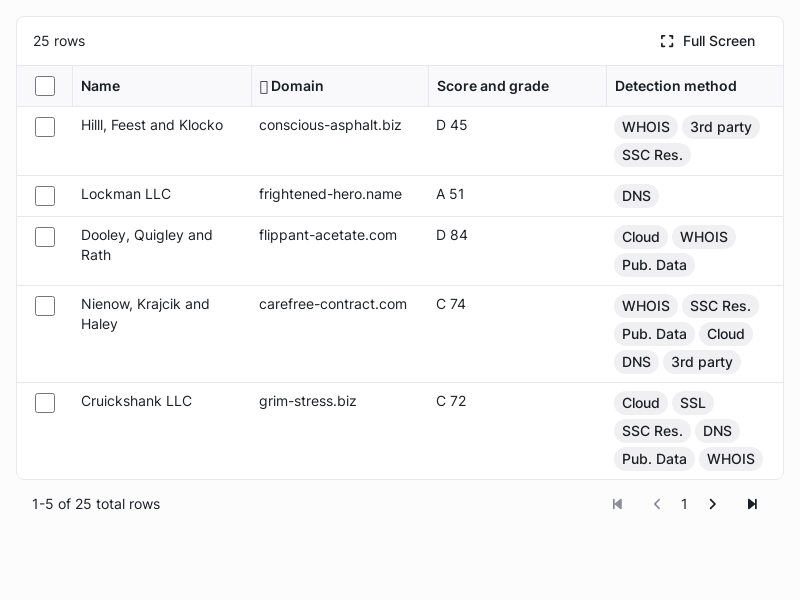 25 rows
Full Screen
Name Domain Score and grade Detection method
Hilll, Feest and Klocko conscious-asphalt.biz D 45 WHOIS 3rd party
SSC Res.
Lockman LLC frightened-hero.name A 51 DNS
Dooley, Quigley and flippant-acetate.com D 84 Cloud WHOIS
Rath Pub. Data
Nienow, Krajcik and carefree-contract.com C 74 WHOIS SSC Res.
Haley Pub. Data Cloud
DNS 3rd party
Cruickshank LLC grim-stress.biz C 72 Cloud SSL
SSC Res. DNS
Pub. Data WHOIS
1-5 of 25 total rows 1